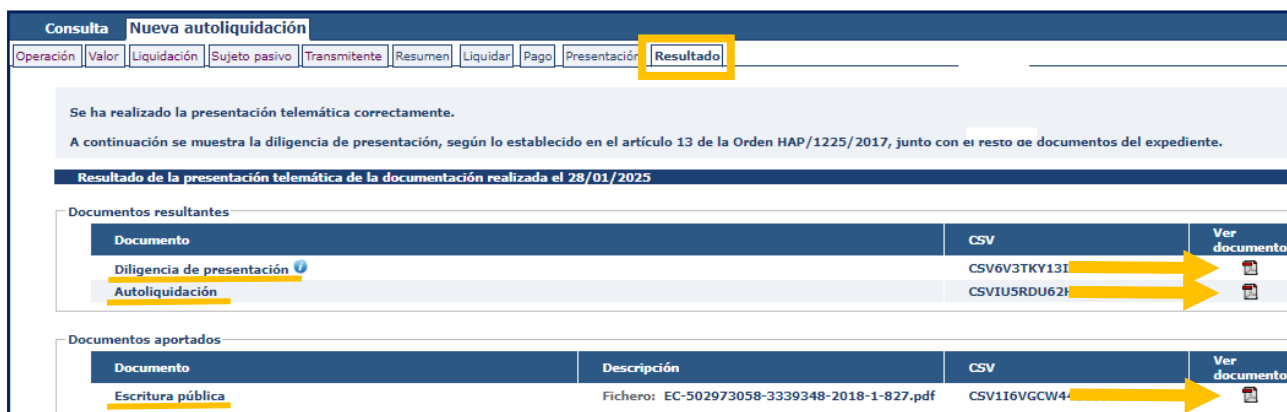 Consulta Nueva autoliquidación
Operación Valor Liquidación Sujeto pasivo Transmitente Resumen Liquidar Pago Presentación Resultado
Se ha realizado la presentación telemática correctamente.
A continuación se muestra la diligencia de presentación, según lo establecido en el artículo 13 de la Orden HAP/1225/2017, junto con el resto de documentos del expediente.
Resultado de la presentación telemática de la documentación realizada el 28/01/2025
Documentos resultantes
Documento CSV Ver documento
Diligencia de presentación CSV6V3TKY13
Autoliquidación CSVIU5RDU62
Documentos aportados
Documento Descripción CSV Ver documento
Escritura pública Fichero: EC-502973058-3339348-2018-1-827.pdf CSV1I6VGCW4